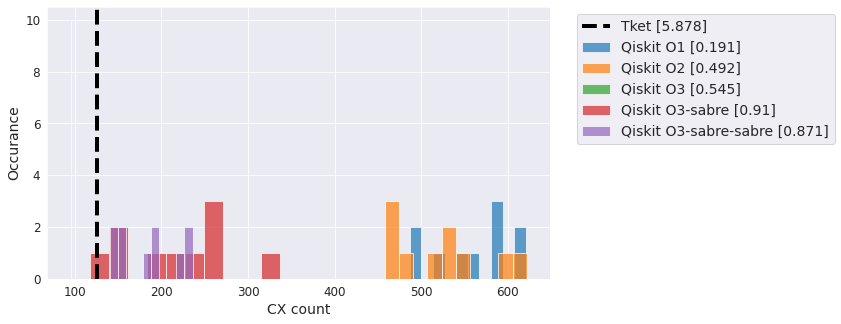 10
8
6
4
2
0
Occurance
100 200 300 400 500 600
CX count
Tket [5.878]
Qiskit O1 [0.191]
Qiskit O2 [0.492]
Qiskit O3 [0.545]
Qiskit O3-sabre [0.91]
Qiskit O3-sabre-sabre [0.871]